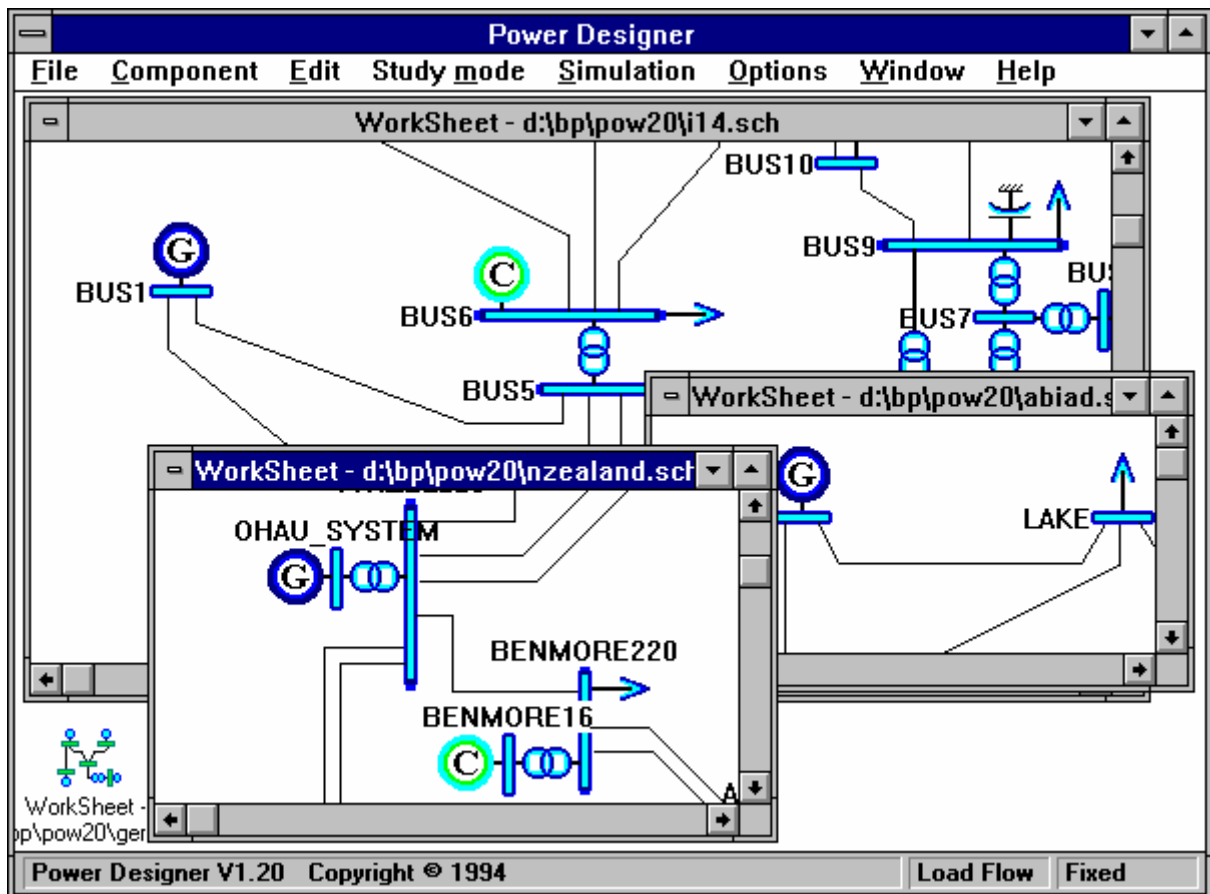 Power Designer
File Component Edit Study mode Simulation Options Window Help
WorkSheet - d:\bp\pow20\i14.sch
BUS10
G
BUS9
BUS1
C
BUS6
BUS7
BUS5
WorkSheet - d:\bp\pow20\abiad.s
G
LAKE
WorkSheet - d:\bp\pow20\nzealand.sch
OHAU_SYSTEM
G
BENMORE220
BENMORE16
C
A
WorkSheet -
bp\pow20\ger
Power Designer V1.20 Copyright © 1994 Load Flow Fixed